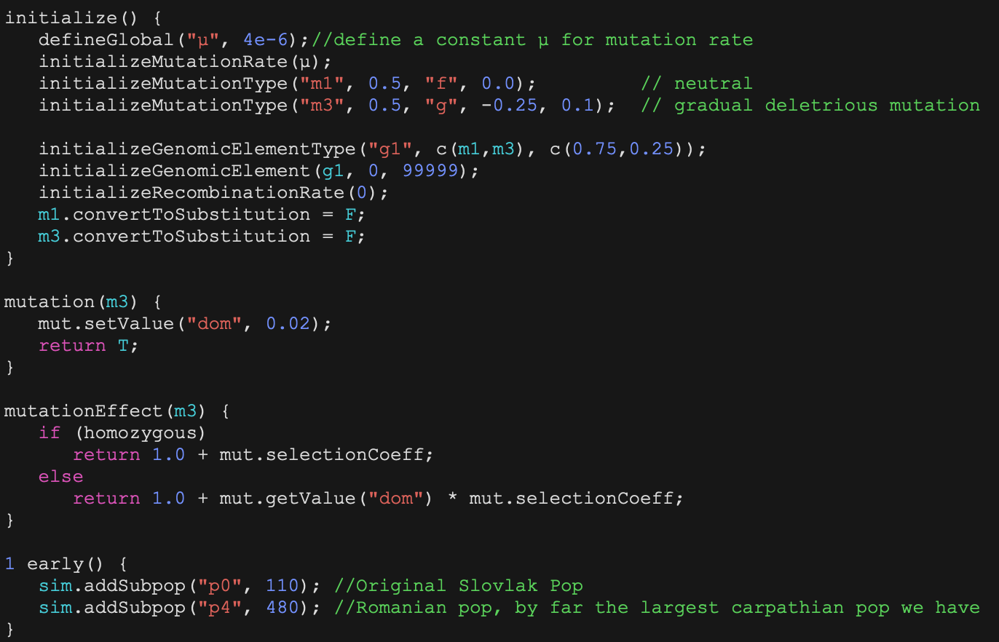 initialize() {
   defineGlobal("μ", 4e-6);//define a constant μ for mutation rate
   initializeMutationRate(μ);
   initializeMutationType("m1", 0.5, "f", 0.0);         // neutral
   initializeMutationType("m3", 0.5, "g", -0.25, 0.1);  // gradual deletrious mutation

   initializeGenomicElementType("g1", c(m1,m3), c(0.75,0.25));
   initializeGenomicElement(g1, 0, 99999);
   initializeRecombinationRate(0);
   m1.convertToSubstitution = F;
   m3.convertToSubstitution = F;
}

mutation(m3) {
   mut.setValue("dom", 0.02);
   return T;
}

mutationEffect(m3) {
   if (homozygous)
      return 1.0 + mut.selectionCoeff;
   else
      return 1.0 + mut.getValue("dom") * mut.selectionCoeff;
}

1 early() {
   sim.addSubpop("p0", 110); //Original Slovlak Pop
   sim.addSubpop("p4", 480); //Romanian pop, by far the largest carpathian pop we have
}